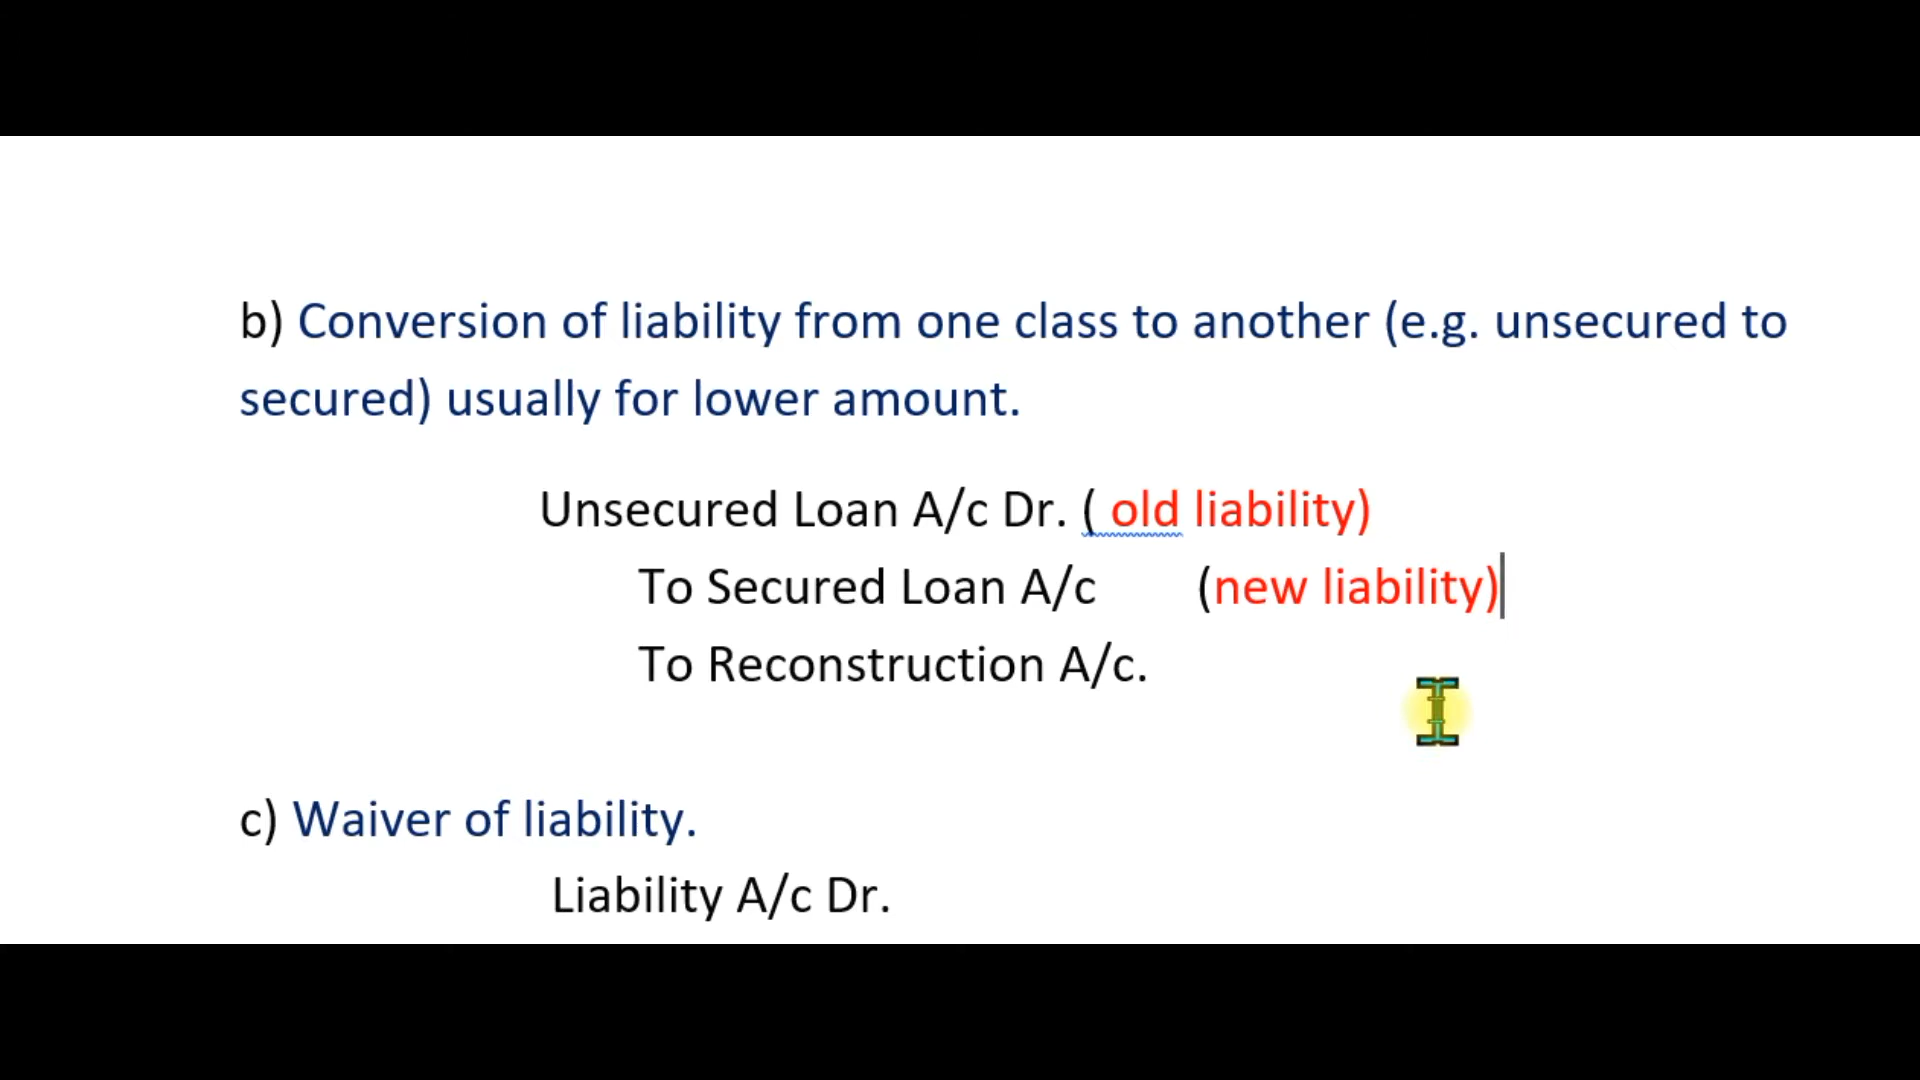 b) Conversion of liability from one class to another (e.g. unsecured to
secured) usually for lower amount.
Unsecured Loan A/c Dr. ( old liability)
To Secured Loan A/c (new liability)
To Reconstruction A/c.
c) Waiver of liability.
Liability A/c Dr.